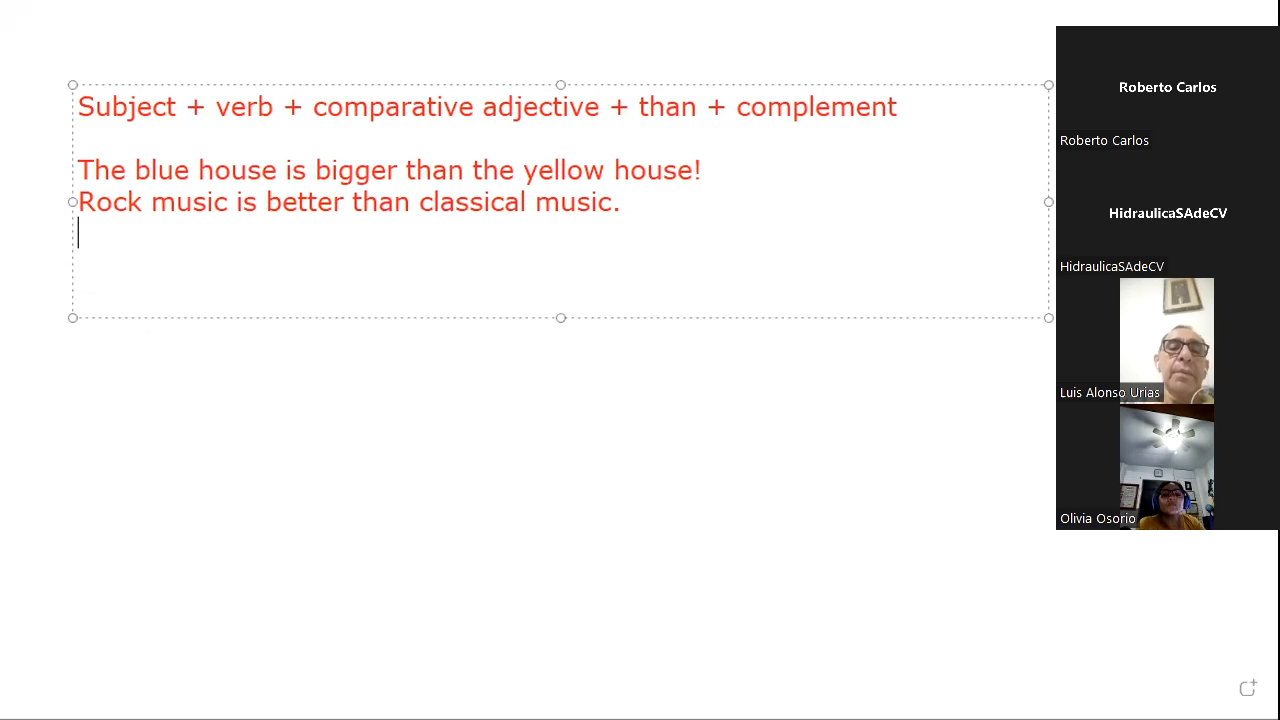 Subject + verb + comparative adjective + than + complement
The blue house is bigger than the yellow house!
Rock music is better than classical music.
Roberto Carlos
Roberto Carlos
HidraulicaSAdeCV
HidraulicaSAdeCV
Luis Alonso Urias
Olivia Osorio